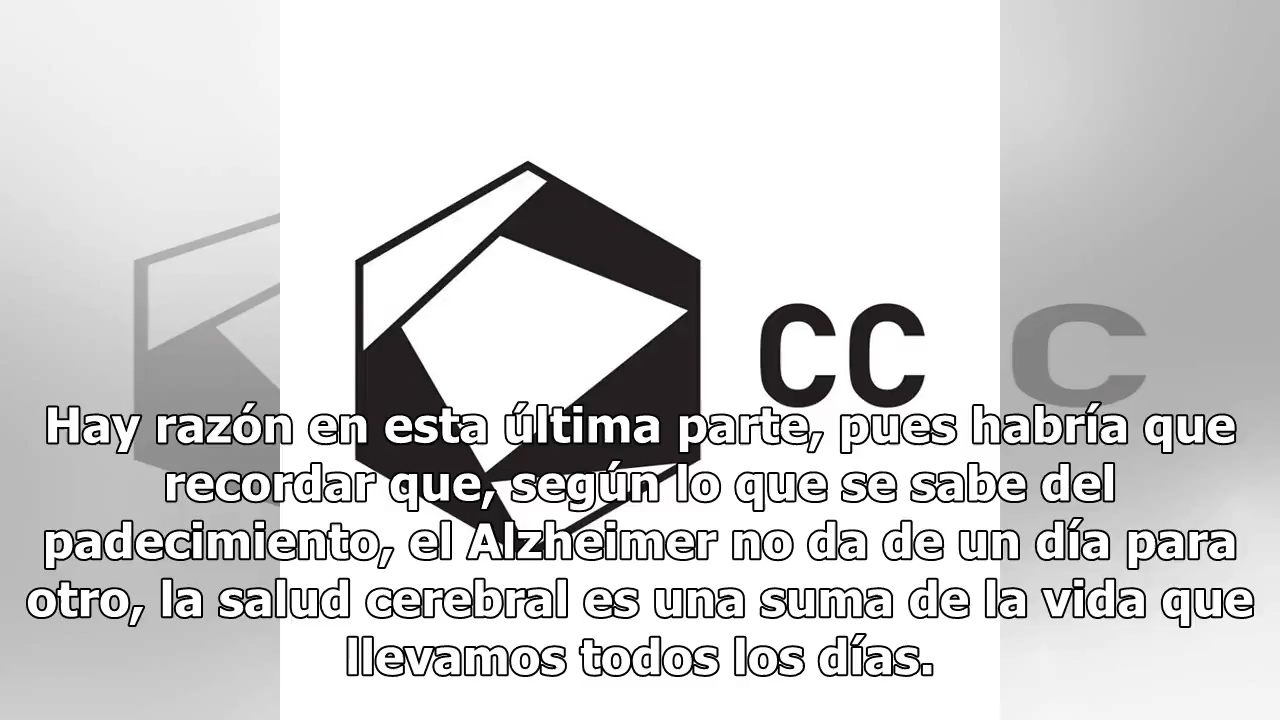 CC
C
Hay razón en esta última parte, pues habría que
recordar que, según lo que se sabe del
padecimiento, el Alzheimer no da de un día para
otro, la salud cerebral es una suma de la vida que
llevamos todos los días.